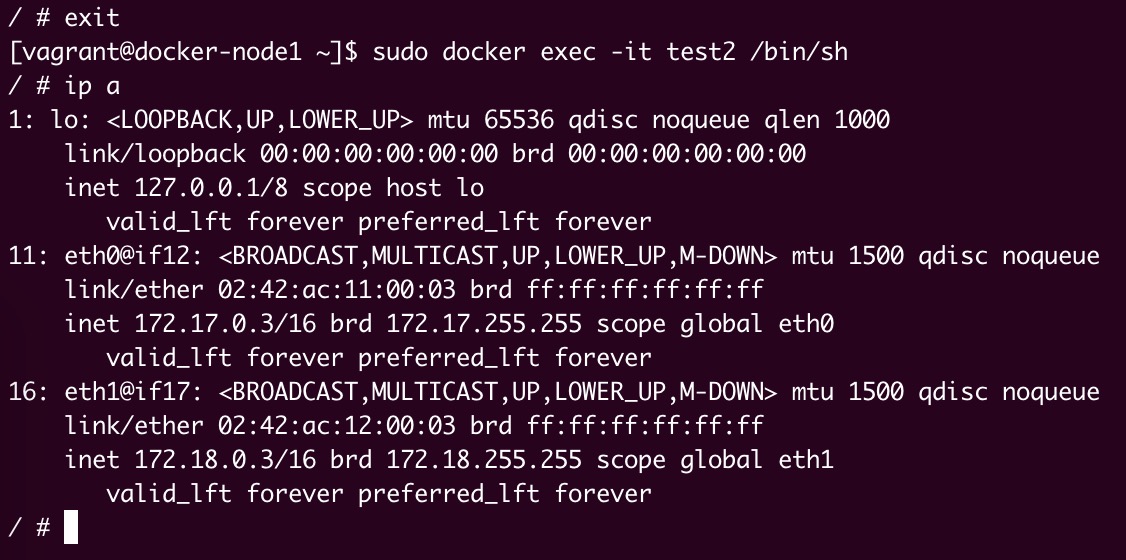 / # exit
[vagrant@docker-node1 ~]$ sudo docker exec -it test2 /bin/sh
/ # ip a
1: lo: <LOOPBACK,UP,LOWER_UP> mtu 65536 qdisc noqueue qlen 1000
    link/loopback 00:00:00:00:00:00 brd 00:00:00:00:00:00
    inet 127.0.0.1/8 scope host lo
       valid_lft forever preferred_lft forever
11: eth0@if12: <BROADCAST,MULTICAST,UP,LOWER_UP,M-DOWN> mtu 1500 qdisc noqueue
    link/ether 02:42:ac:11:00:03 brd ff:ff:ff:ff:ff:ff
    inet 172.17.0.3/16 brd 172.17.255.255 scope global eth0
       valid_lft forever preferred_lft forever
16: eth1@if17: <BROADCAST,MULTICAST,UP,LOWER_UP,M-DOWN> mtu 1500 qdisc noqueue
    link/ether 02:42:ac:12:00:03 brd ff:ff:ff:ff:ff:ff
    inet 172.18.0.3/16 brd 172.18.255.255 scope global eth1
       valid_lft forever preferred_lft forever
/ #